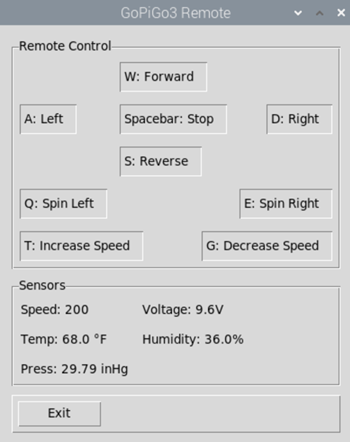 GoPiGo3 Remote
Remote Control
W: Forward
A: Left Spacebar: Stop D: Right
S: Reverse
Q: Spin Left E: Spin Right
T: Increase Speed G: Decrease Speed
Sensors
Speed: 200 Voltage: 9.6V
Temp: 68.0 °F Humidity: 36.0%
Press: 29.79 inHg
Exit